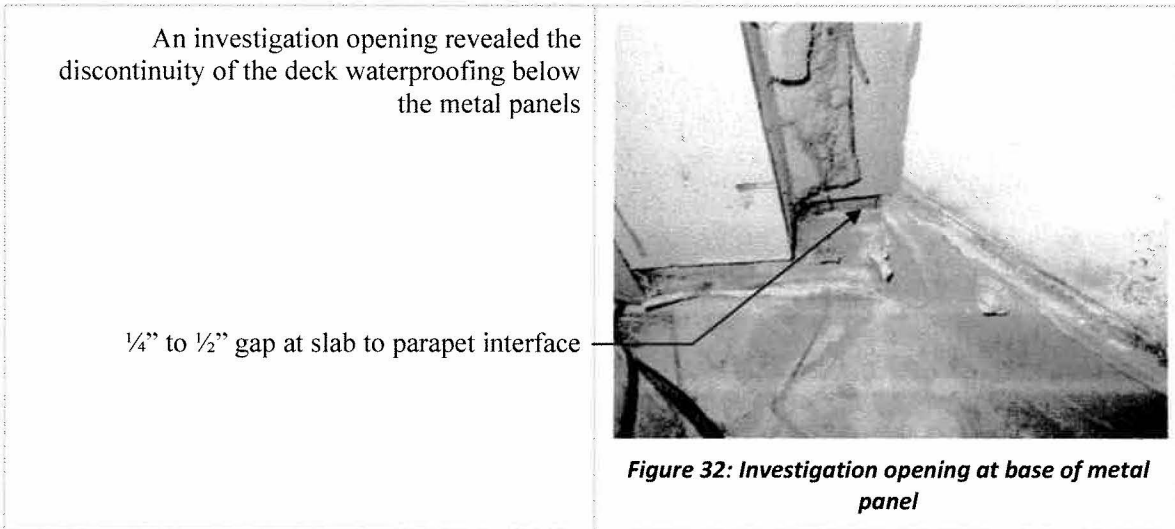 An investigation opening revealed the
discontinuity of the deck waterproofing below
the metal panels
¼” to ½” gap at slab to parapet interface
Figure 32: Investigation opening at base of metal
panel